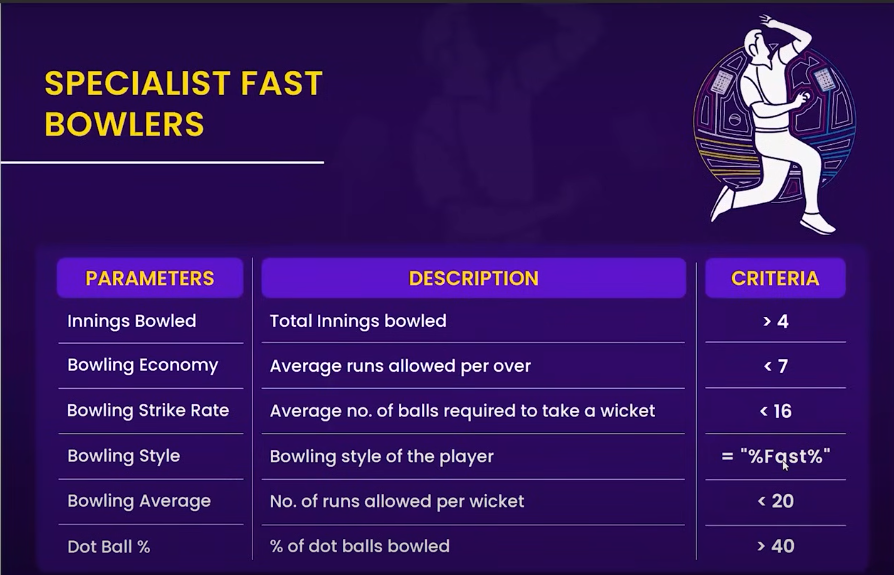 SPECIALIST FAST
BOWLERS
PARAMETERS DESCRIPTION CRITERIA
Innings Bowled Total Innings bowled > 4
Bowling Economy Average runs allowed per over < 7
Bowling Strike Rate Average no. of balls required to take a wicket < 16
Bowling Style Bowling style of the player = "%Fast%"
Bowling Average No. of runs allowed per wicket < 20
Dot Ball % % of dot balls bowled > 40